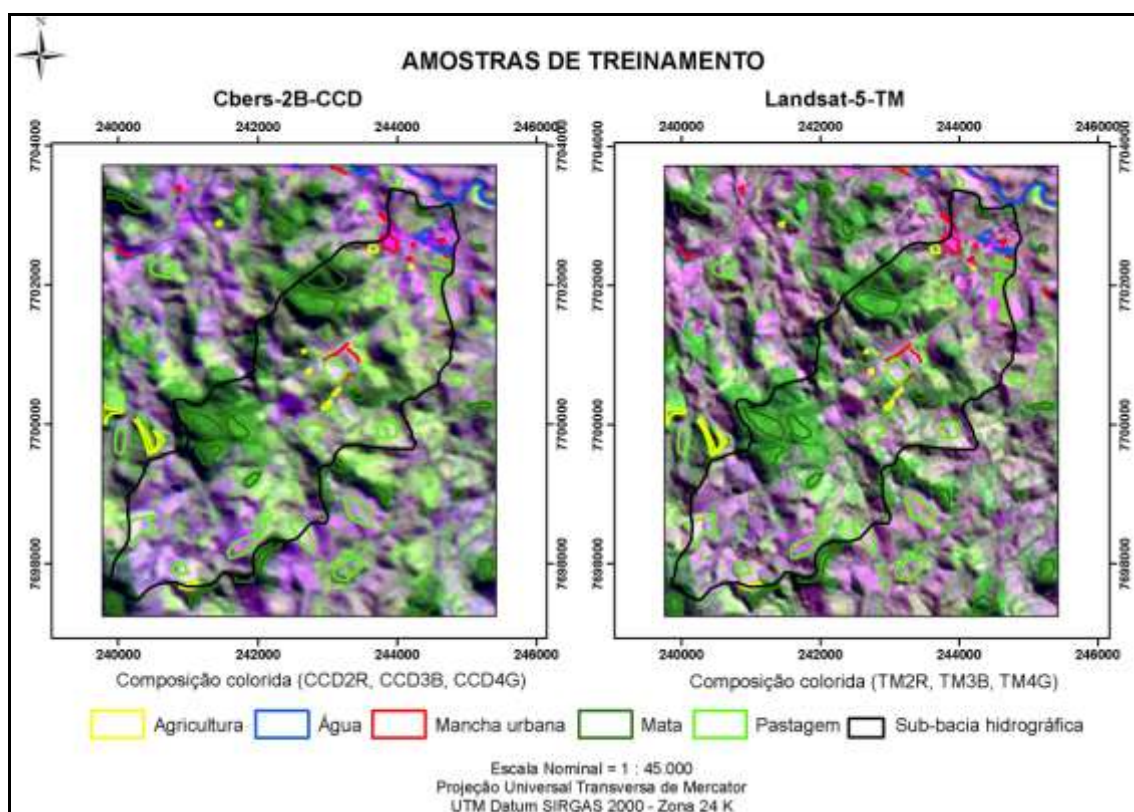 N
AMOSTRAS DE TREINAMENTO
Cbers-2B-CCD
240000 242000 244000 246000
7704000
7702000
7700000
7698000
7704000
7702000
7700000
7698000
240000 242000 244000 246000
Composição colorida (CCD2R, CCD3B, CCD4G)
Landsat-5-TM
240000 242000 244000 246000
7704000
7702000
7700000
7698000
7704000
7702000
7700000
7698000
240000 242000 244000 246000
Composição colorida (TM2R, TM3B, TM4G)
Agricultura Água Mancha urbana Mata Pastagem Sub-bacia hidrográfica
Escala Nominal = 1 : 45.000
Projeção Universal Transversa de Mercator
UTM Datum SIRGAS 2000 - Zona 24 K